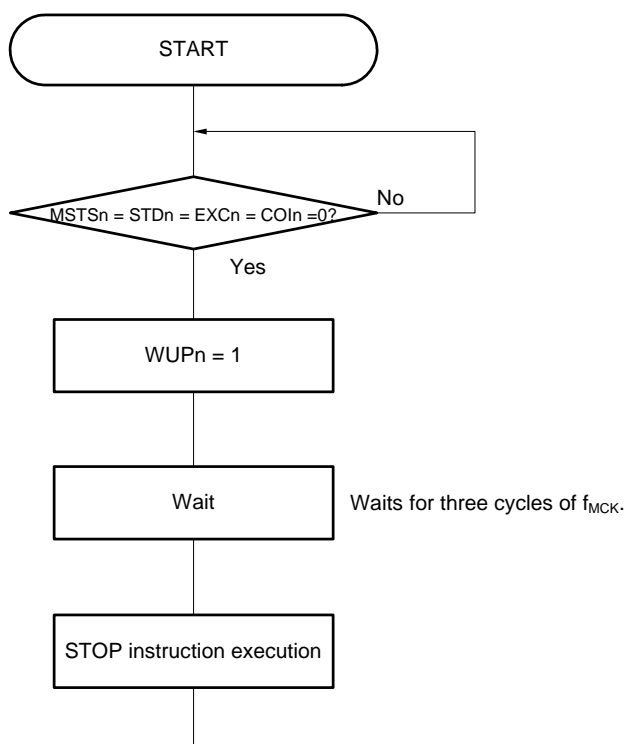 START
MSTSn = STDn = EXCn = COIn =0?
No
Yes
WUPn = 1
Wait
Waits for three cycles of fMCK.
STOP instruction execution